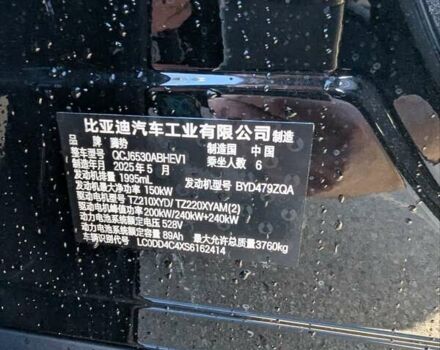 比亚迪汽车工业有限公司 制造
品 牌 腾势 制造国 中 国
整车型号 QCJ6530ABHEV1 乘坐人数 6
制造年月 2025年 5 月
发动机排量 1995mL 发动机型号 BYD479ZQA
发动机最大净功率 150kW
驱动电机型号 TZ210XYD/TZ220XYAM(2)
驱动电机峰值功率 200kW/240kW+240kW/
动力电池系统额定电压 528V
动力电池系统额定容量 89Ah 最大允许总质量 3760kg
车辆识别代号 LC0DD4C4XS6162414